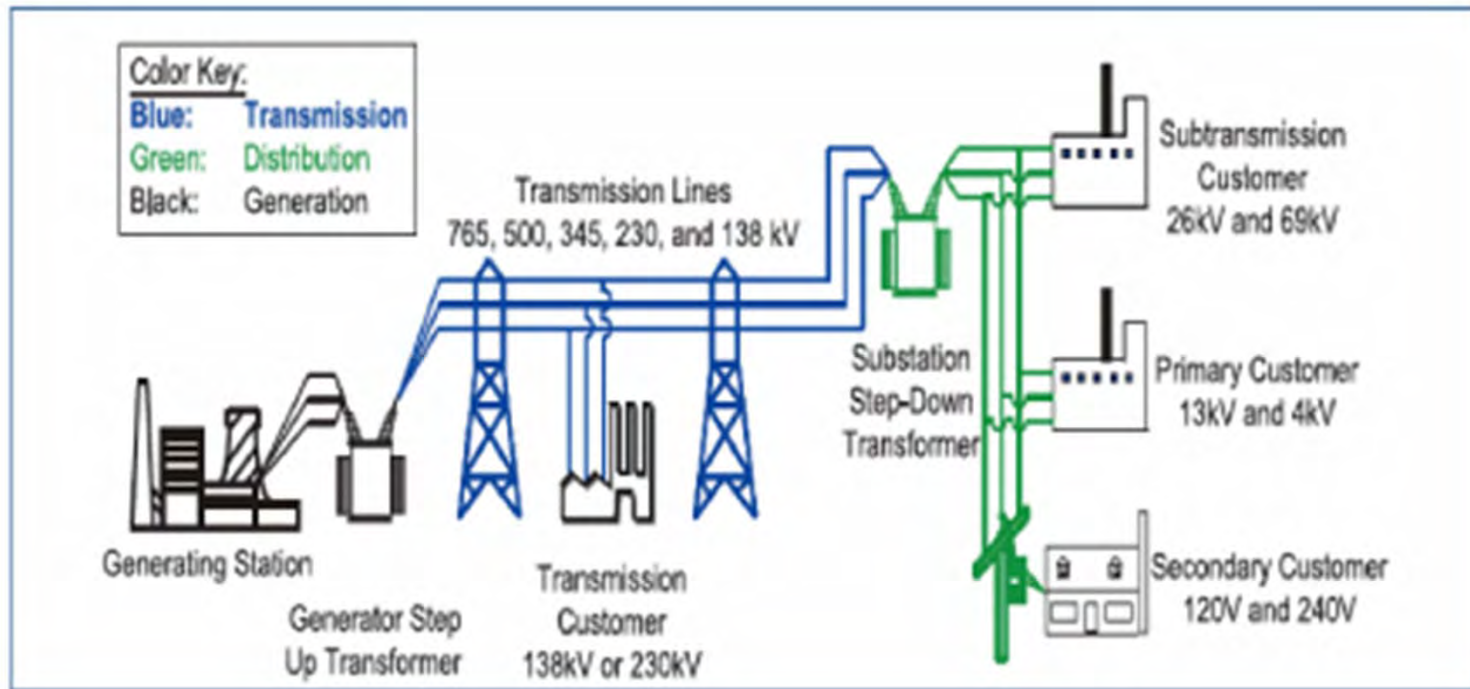 Color Key:
Blue: Transmission
Green: Distribution
Black: Generation
Transmission Lines
765, 500, 345, 230, and 138 kV
Subtransmission
Customer
26kV and 69kV
Substation
Step-Down
Transformer
Primary Customer
13kV and 4kV
Generating Station
Generator Step
Up Transformer
Transmission
Customer
138kV or 230kV
Secondary Customer
120V and 240V